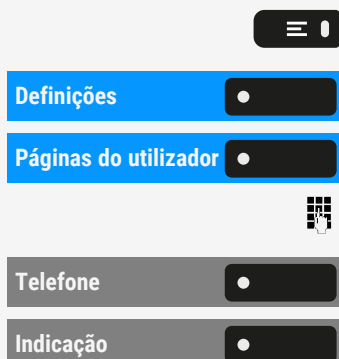 Definições
Páginas do utilizador
Telefone
Indicação